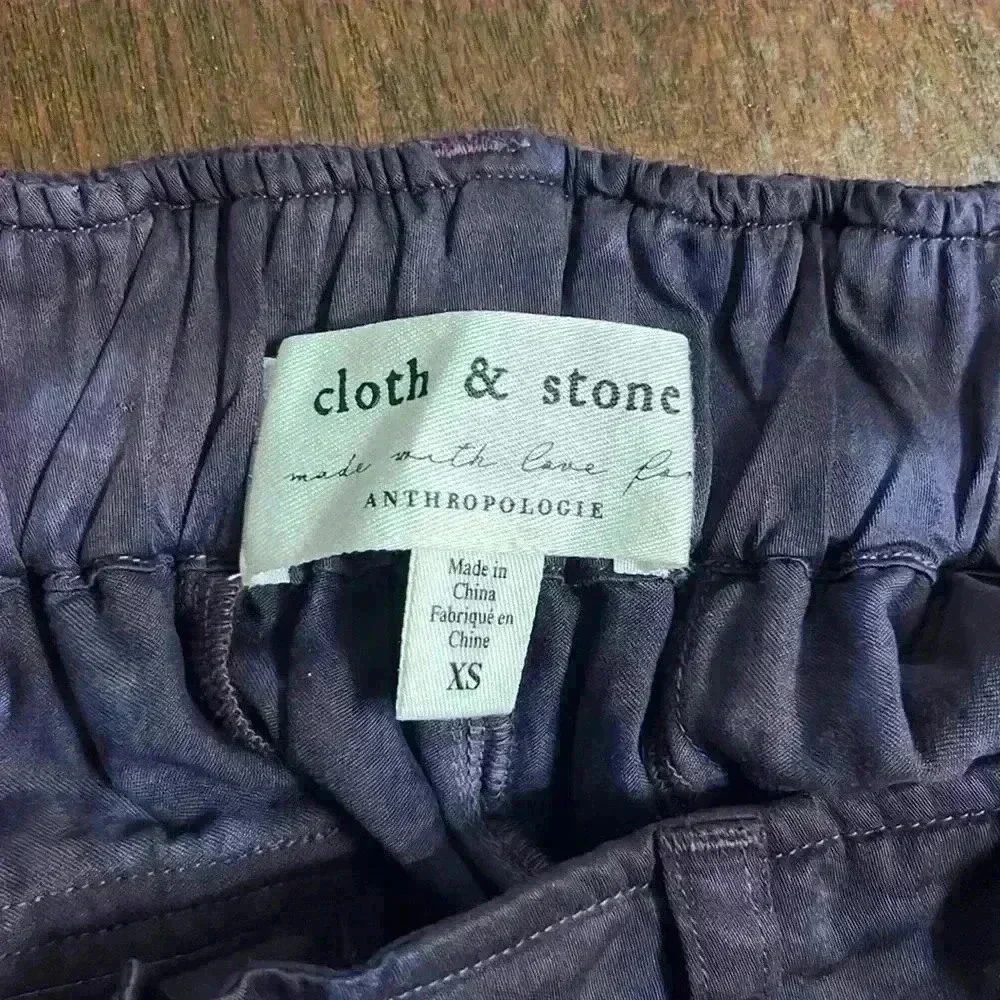 cloth & stone
made with love for
ANTHROPOLOGIE
Made in
China
Fabriqué en
Chine
XS